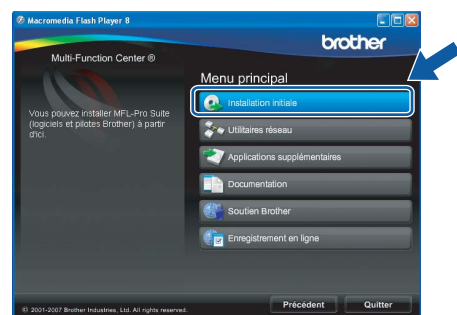 Macromedia Flash Player 8
brother
Multi-Function Center ®
Menu principal
Vous pouvez installer MFL-Pro Suite
(logiciels et pilotes Brother) à partir
d'ici.
Installation initiale
Utilitaires réseau
Applications supplémentaires
Documentation
Soutien Brother
Enregistrement en ligne
© 2001-2007 Brother Industries, Ltd. All rights reserved.
Précédent
Quitter